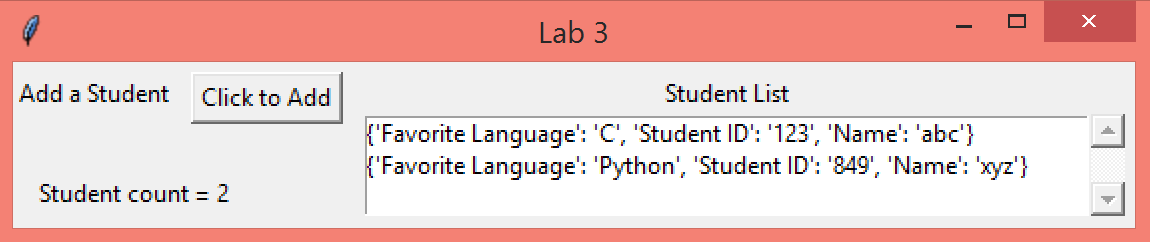 Lab 3
Add a Student
Click to Add
Student List
{'Favorite Language': 'C', 'Student ID': '123', 'Name': 'abc'}
{'Favorite Language': 'Python', 'Student ID': '849', 'Name': 'xyz'}
Student count = 2